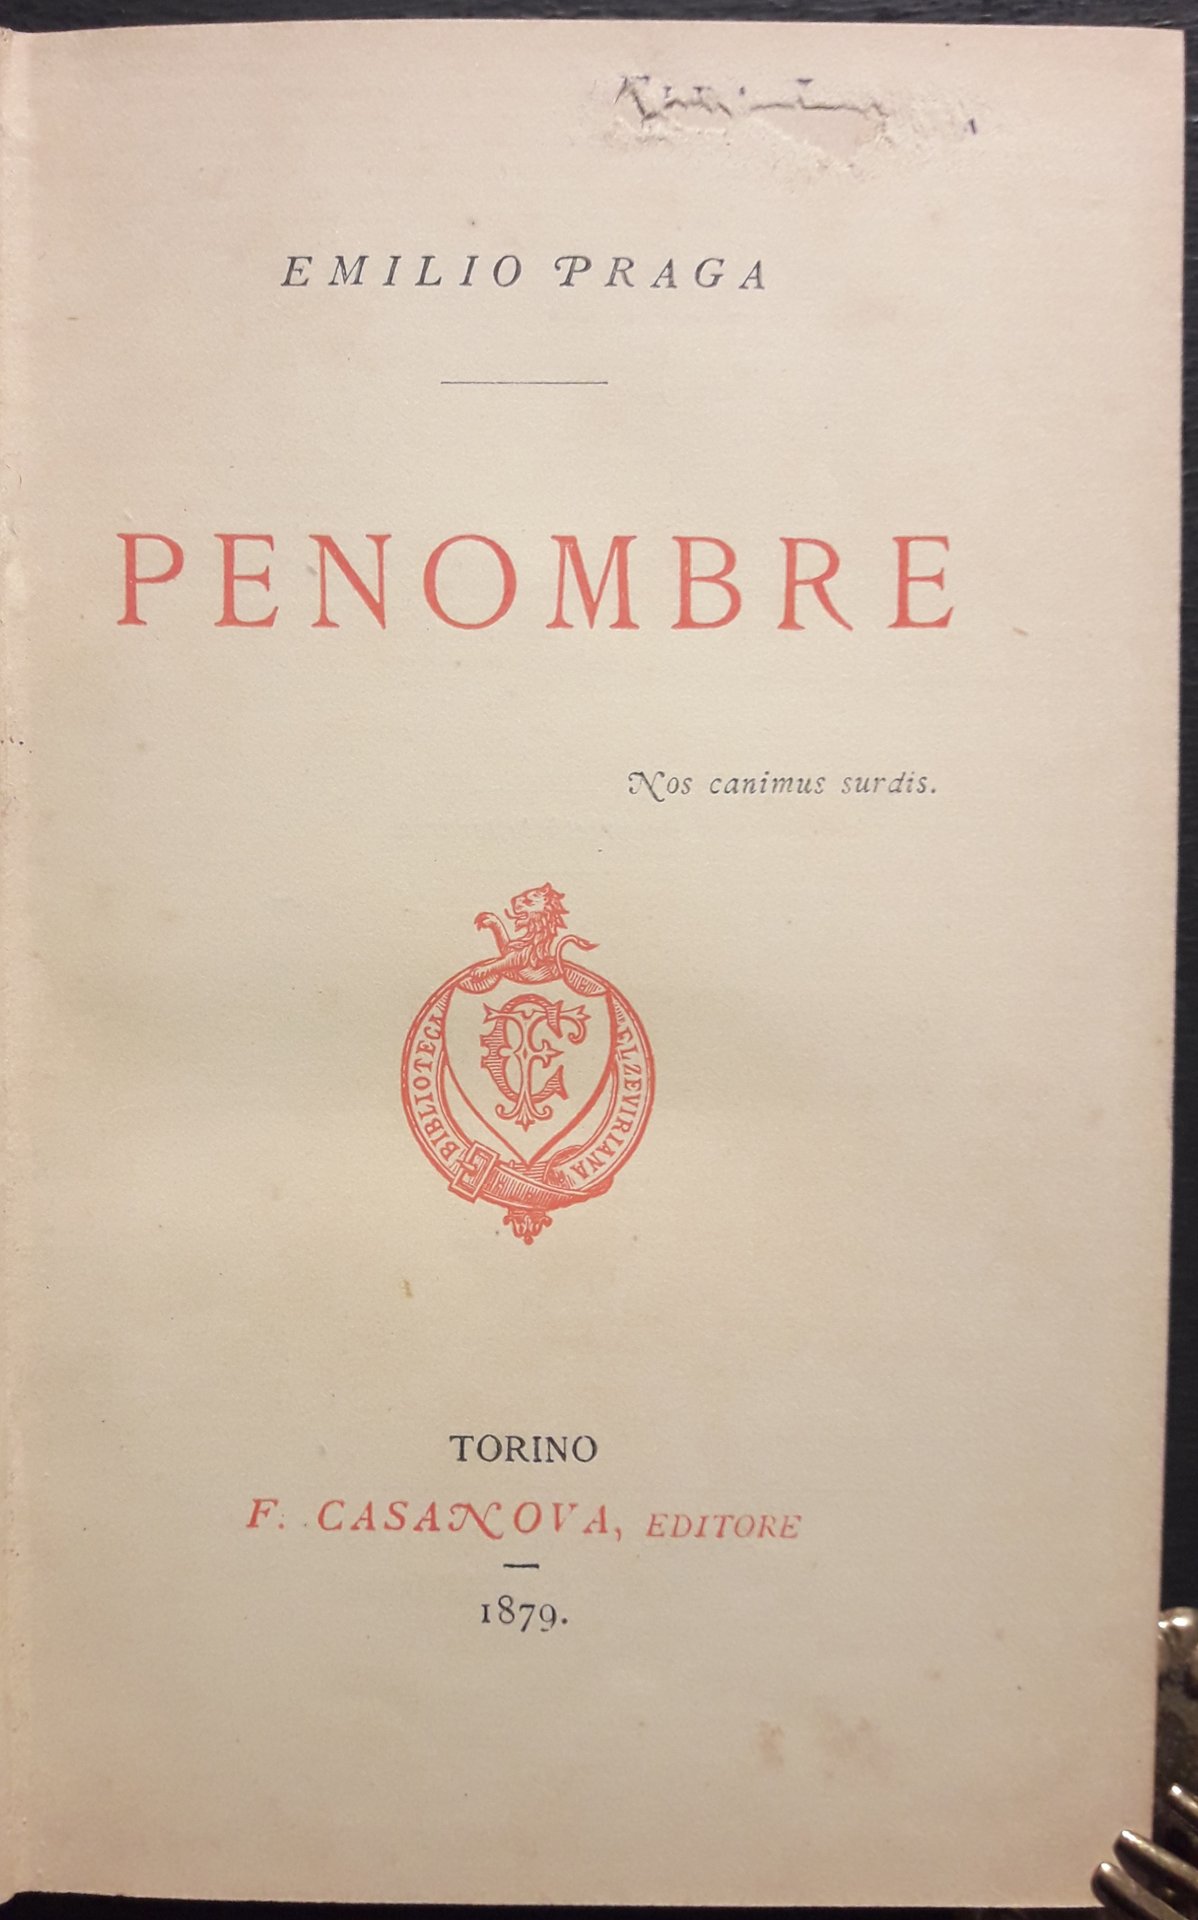 EMILIO PRAGA
PENOMBRE
Nos canimus surdis.
BIBLIOTECA ELZEVIRIANA
TORINO
F. CASANOVA, EDITORE
1879.